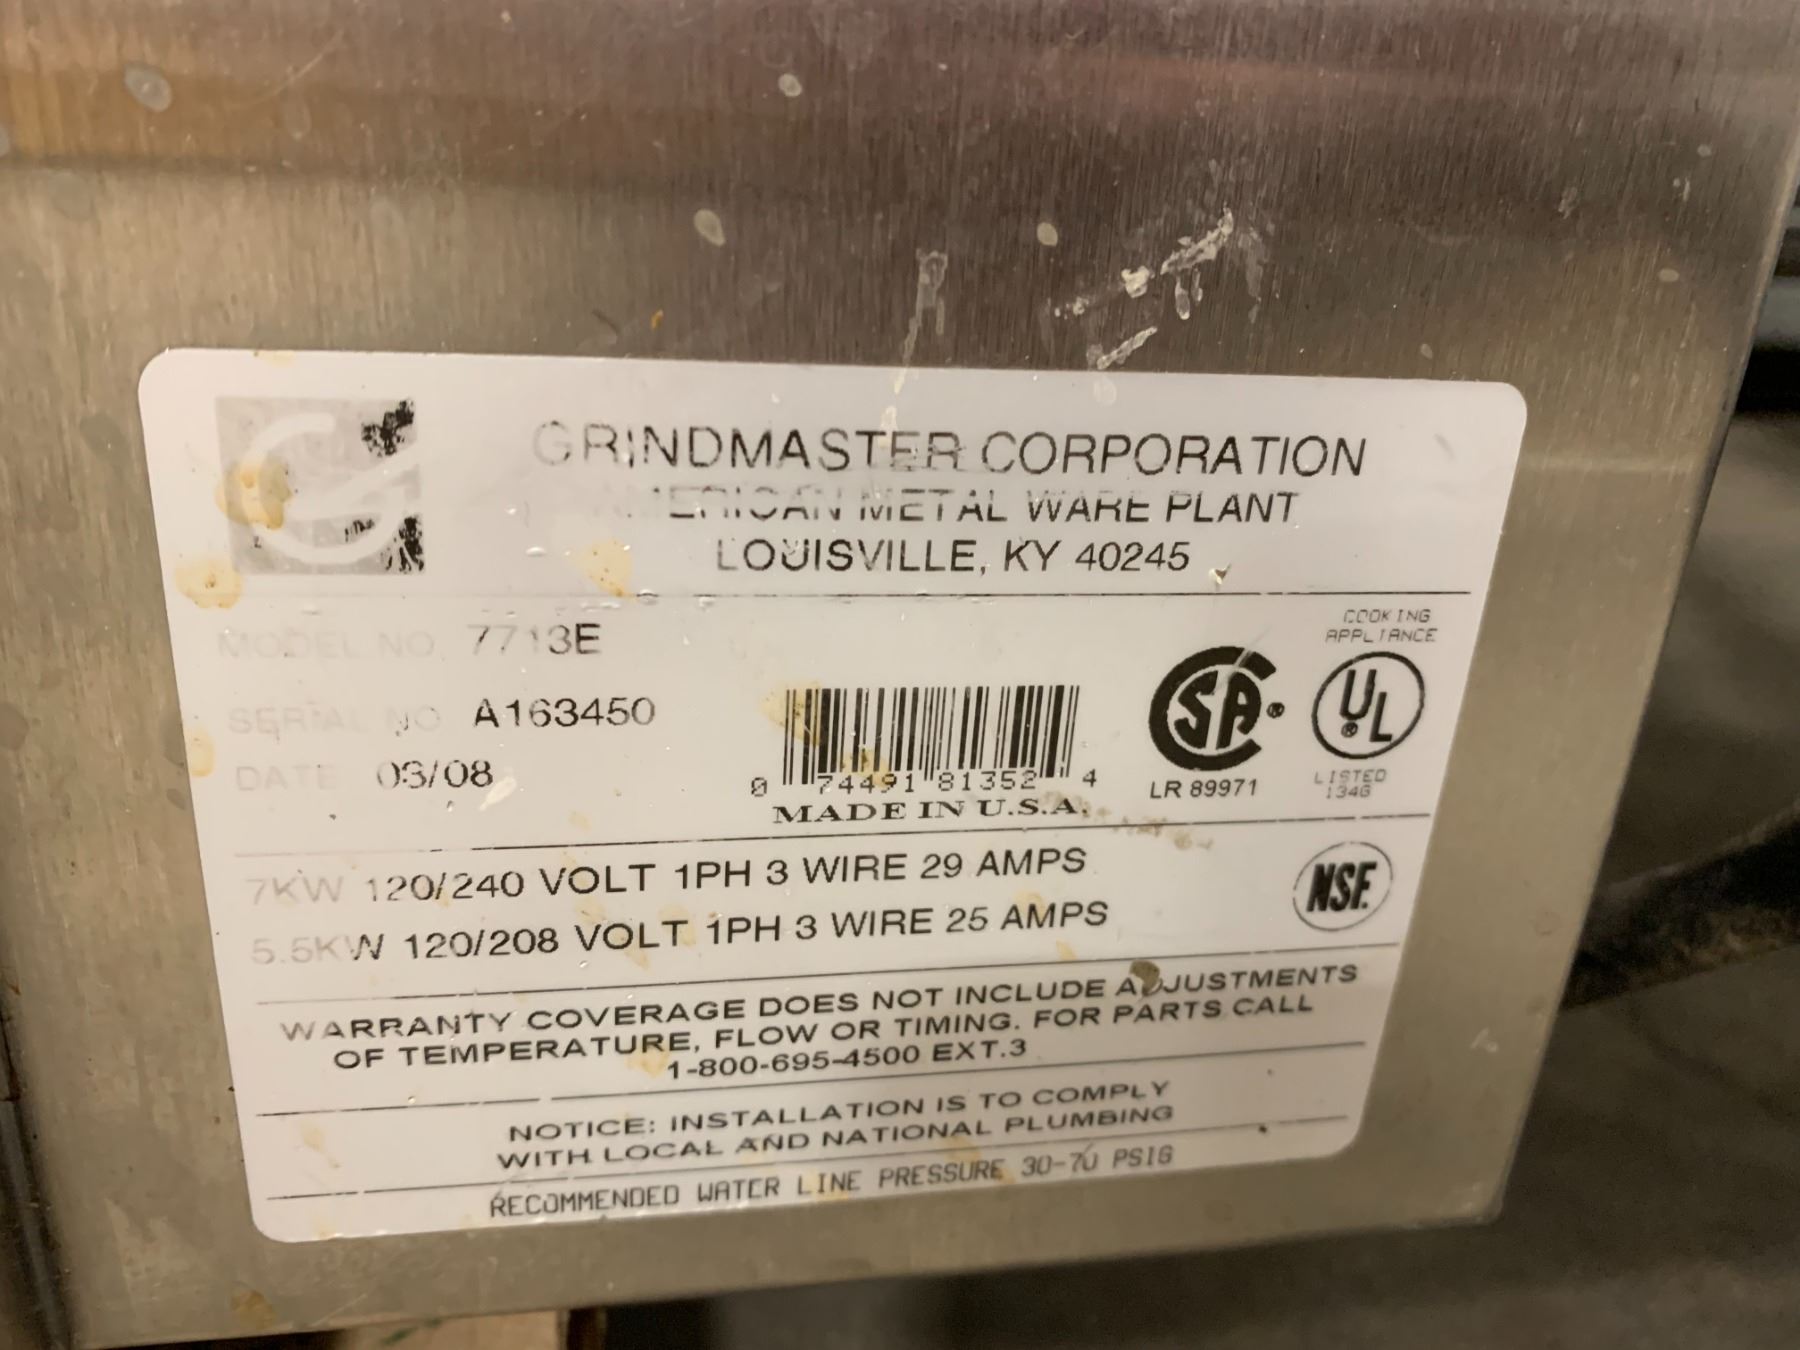 GRINDMASTER CORPORATION
AMERICAN METAL WARE PLANT
LOUISVILLE, KY 40245
MODEL NO 7713E
SERIAL NO A163450
DATE 03/08
0 74491 81352 4
MADE IN U.S.A.
SA ®
LR 89971
COOKING
APPLIANCE
UL ®
LISTED
134G
7KW 120/240 VOLT 1PH 3 WIRE 29 AMPS
5.5KW 120/208 VOLT 1PH 3 WIRE 25 AMPS
NSF.
WARRANTY COVERAGE DOES NOT INCLUDE ADJUSTMENTS
OF TEMPERATURE, FLOW OR TIMING. FOR PARTS CALL
1-800-695-4500 EXT.3
NOTICE: INSTALLATION IS TO COMPLY
WITH LOCAL AND NATIONAL PLUMBING
RECOMMENDED WATER LINE PRESSURE 30-70 PSIG